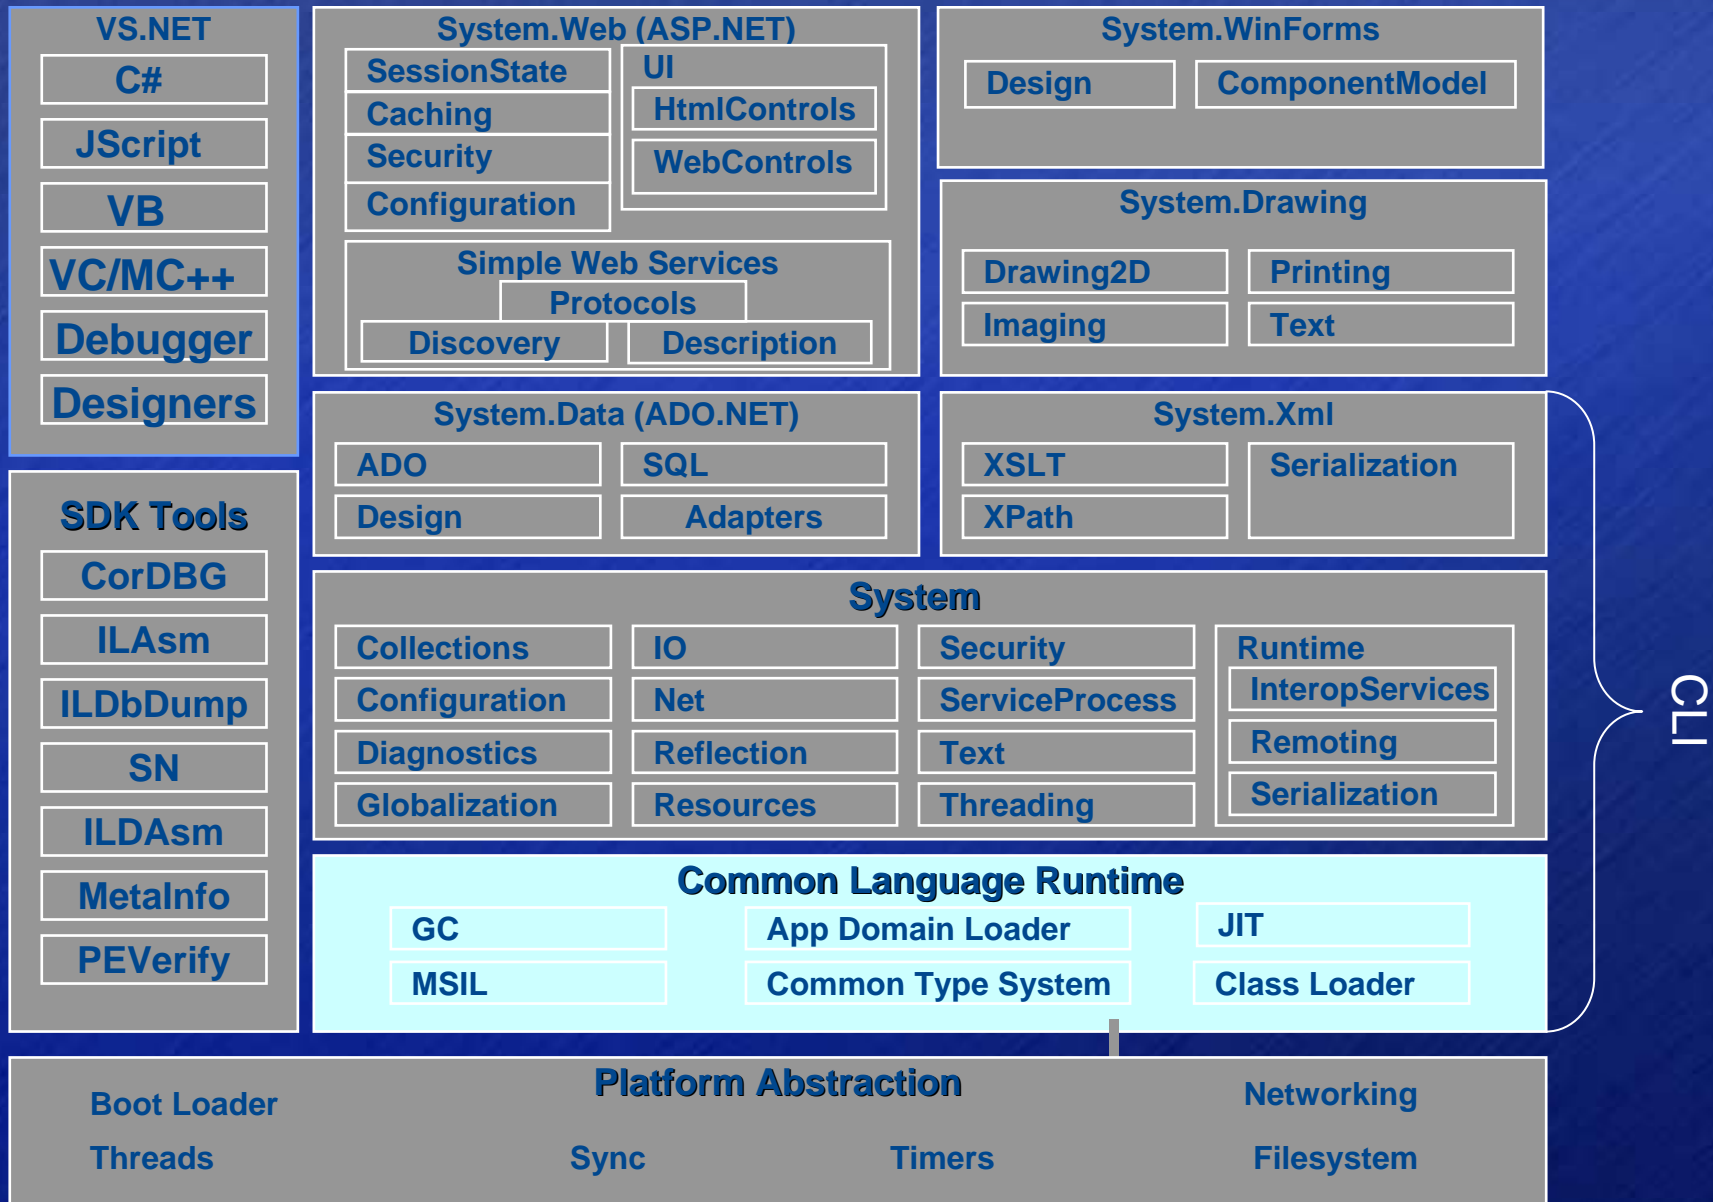 VS.NET
C#
JScript
VB
VC/MC++
Debugger
Designers
SDK Tools
CorDBG
ILAsm
ILDbDump
SN
ILDAsm
MetaInfo
PEVerify
System.Web (ASP.NET)
SessionState
Caching
Security
Configuration
UI
HtmlControls
WebControls
Simple Web Services
Protocols
Discovery
Description
System.WinForms
Design
ComponentModel
System.Drawing
Drawing2D
Printing
Imaging
Text
System.Data (ADO.NET)
ADO
SQL
Design
Adapters
System.Xml
XSLT
Serialization
XPath
System
Collections
Configuration
Diagnostics
Globalization
IO
Net
Reflection
Resources
Security
ServiceProcess
Text
Threading
Runtime
InteropServices
Remoting
Serialization
Common Language Runtime
GC
App Domain Loader
JIT
MSIL
Common Type System
Class Loader
CLI
Platform Abstraction
Boot Loader
Networking
Threads
Sync
Timers
Filesystem